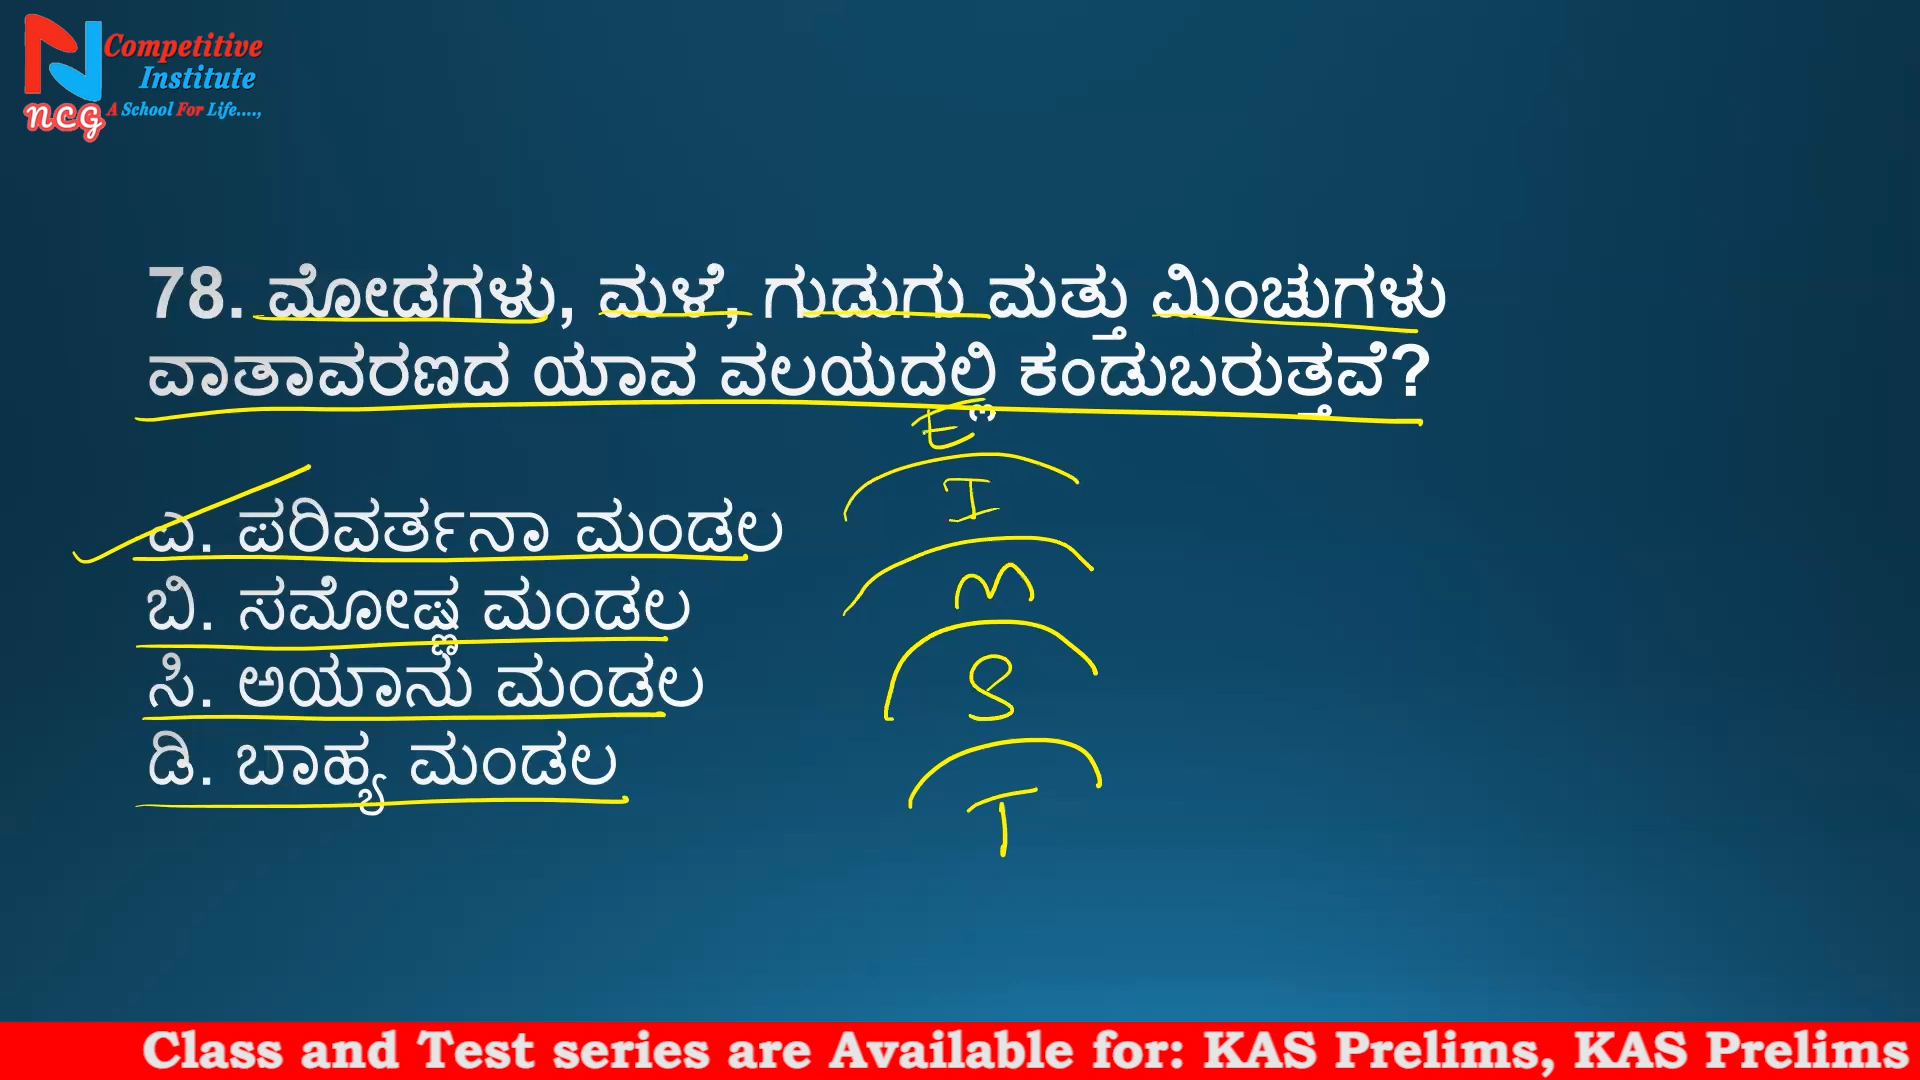 Competitive
Institute
ncg A School For Life....,
78. ಮೋಡಗಳು, ಮಳೆ, ಗುಡುಗು ಮತ್ತು ಮಿಂಚುಗಳು
ವಾತಾವರಣದ ಯಾವ ವಲಯದಲ್ಲಿ ಕಂಡುಬರುತ್ತವೆ?
E
I
ಎ. ಪರಿವರ್ತನಾ ಮಂಡಲ
M
ಬಿ. ಸಮೋಷ್ಣ ಮಂಡಲ
S
ಸಿ. ಅಯಾನು ಮಂಡಲ
ಡಿ. ಬಾಹ್ಯ ಮಂಡಲ
T
Class and Test series are Available for: KAS Prelims, KAS Prelims